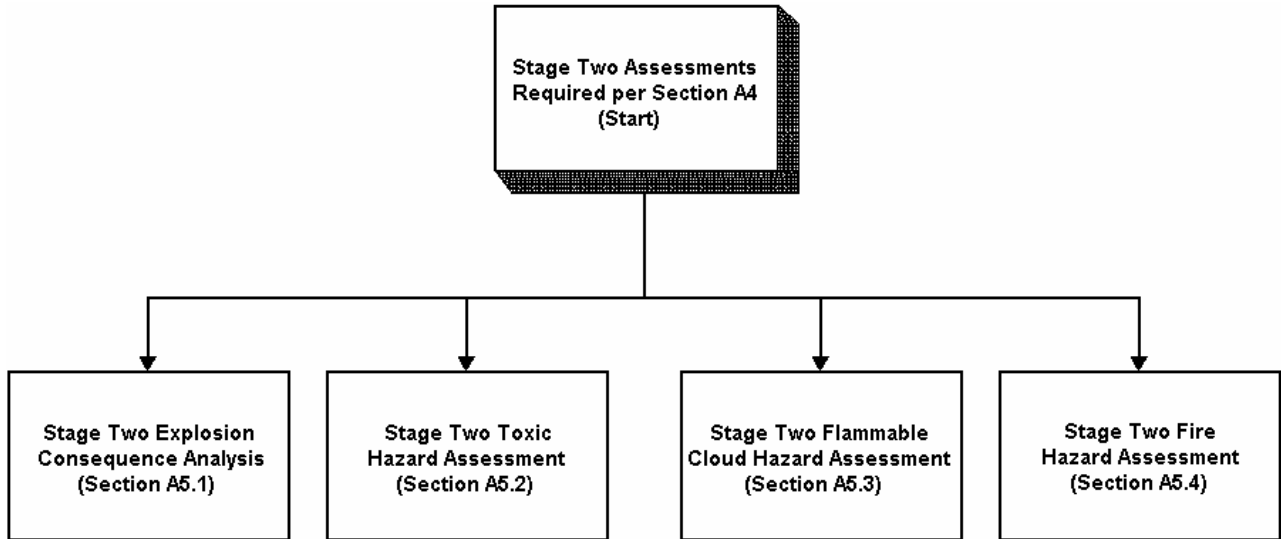 Stage Two Assessments
Required per Section A4
(Start)
Stage Two Explosion
Consequence Analysis
(Section A5.1)
Stage Two Toxic
Hazard Assessment
(Section A5.2)
Stage Two Flammable
Cloud Hazard Assessment
(Section A5.3)
Stage Two Fire
Hazard Assessment
(Section A5.4)